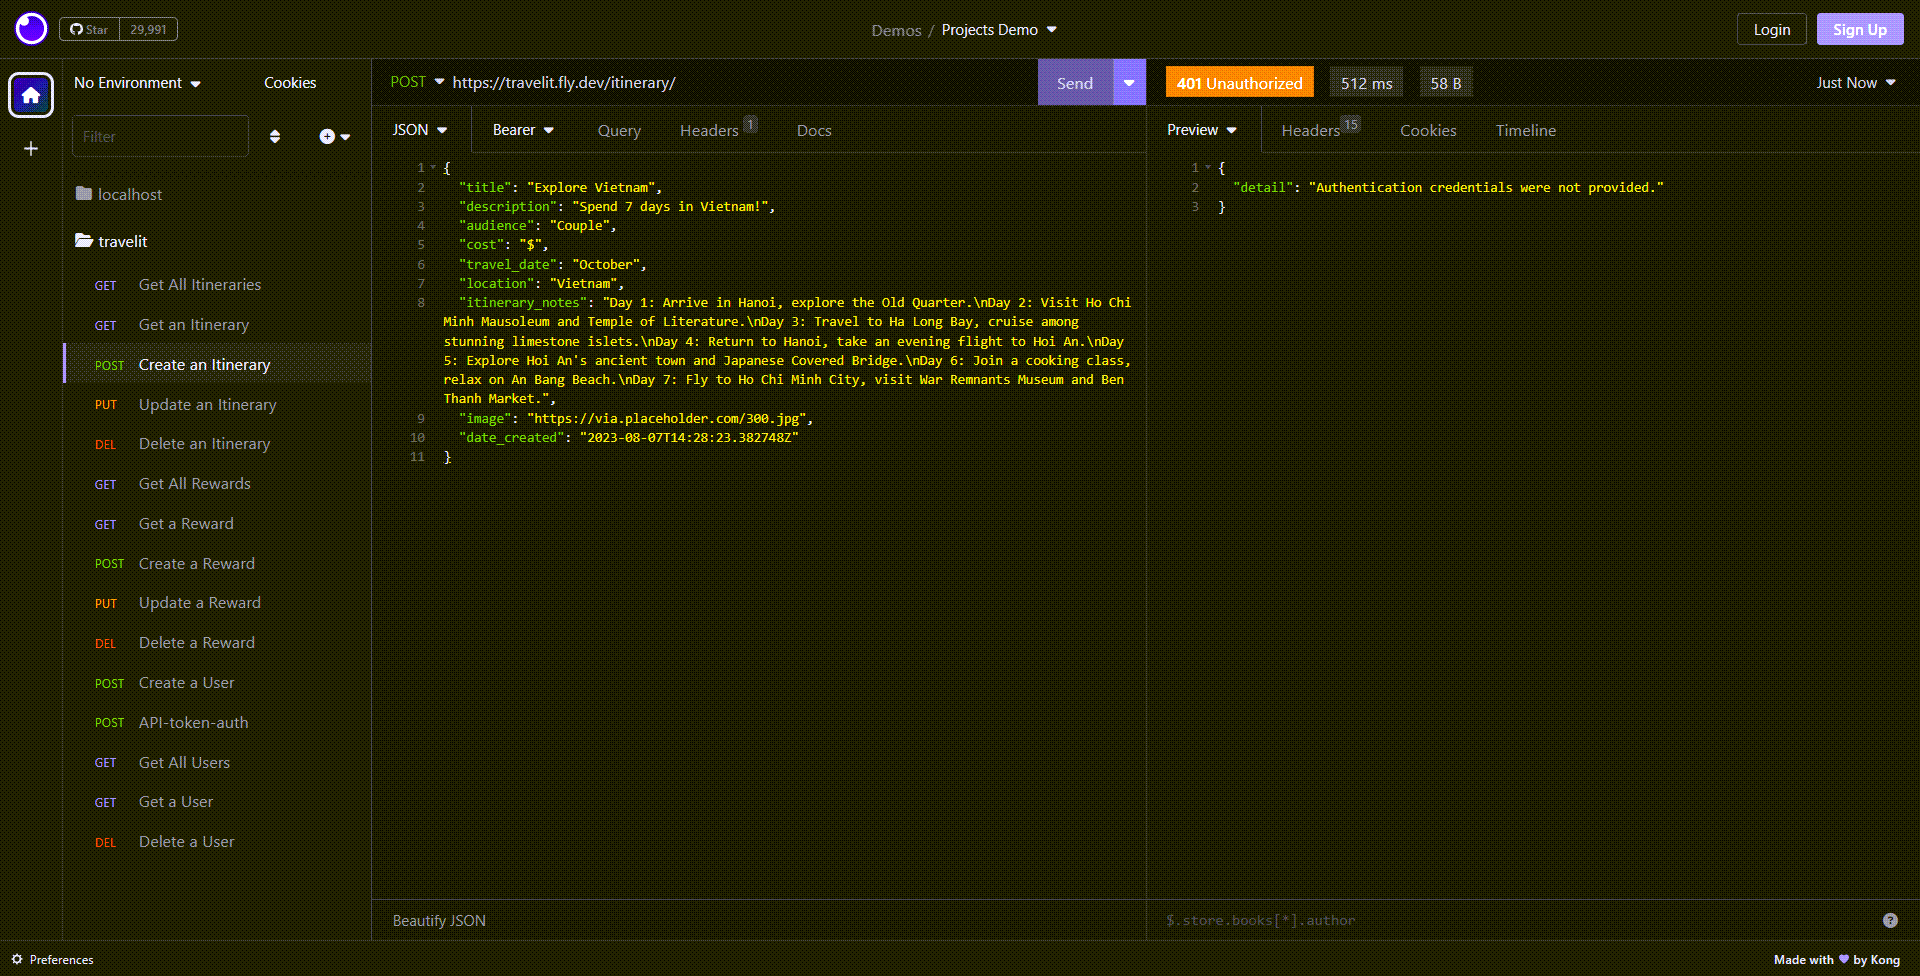 Star 29,991
Demos / Projects Demo
Login
Sign Up
No Environment
Cookies
Filter
localhost
travelit
GET Get All Itineraries
GET Get an Itinerary
POST Create an Itinerary
PUT Update an Itinerary
DEL Delete an Itinerary
GET Get All Rewards
GET Get a Reward
POST Create a Reward
PUT Update a Reward
DEL Delete a Reward
POST Create a User
POST API-token-auth
GET Get All Users
GET Get a User
DEL Delete a User
POST https://travelit.fly.dev/itinerary/
Send
JSON Bearer Query Headers 1 Docs
1 {
2 "title": "Explore Vietnam",
3 "description": "Spend 7 days in Vietnam!",
4 "audience": "Couple",
5 "cost": "$",
6 "travel_date": "October",
7 "location": "Vietnam",
8 "itinerary_notes": "Day 1: Arrive in Hanoi, explore the Old Quarter.\nDay 2: Visit Ho Chi
Minh Mausoleum and Temple of Literature.\nDay 3: Travel to Ha Long Bay, cruise among
stunning limestone islets.\nDay 4: Return to Hanoi, take an evening flight to Hoi An.\nDay
5: Explore Hoi An's ancient town and Japanese Covered Bridge.\nDay 6: Join a cooking class,
relax on An Bang Beach.\nDay 7: Fly to Ho Chi Minh City, visit War Remnants Museum and Ben
Thanh Market.",
9 "image": "https://via.placeholder.com/300.jpg",
10 "date_created": "2023-08-07T14:28:23.382748Z"
11 }
Beautify JSON
401 Unauthorized 512 ms 58 B Just Now
Preview Headers 15 Cookies Timeline
1 {
2 "detail": "Authentication credentials were not provided."
3 }
$.store.books[*].author
?
Preferences
Made with by Kong